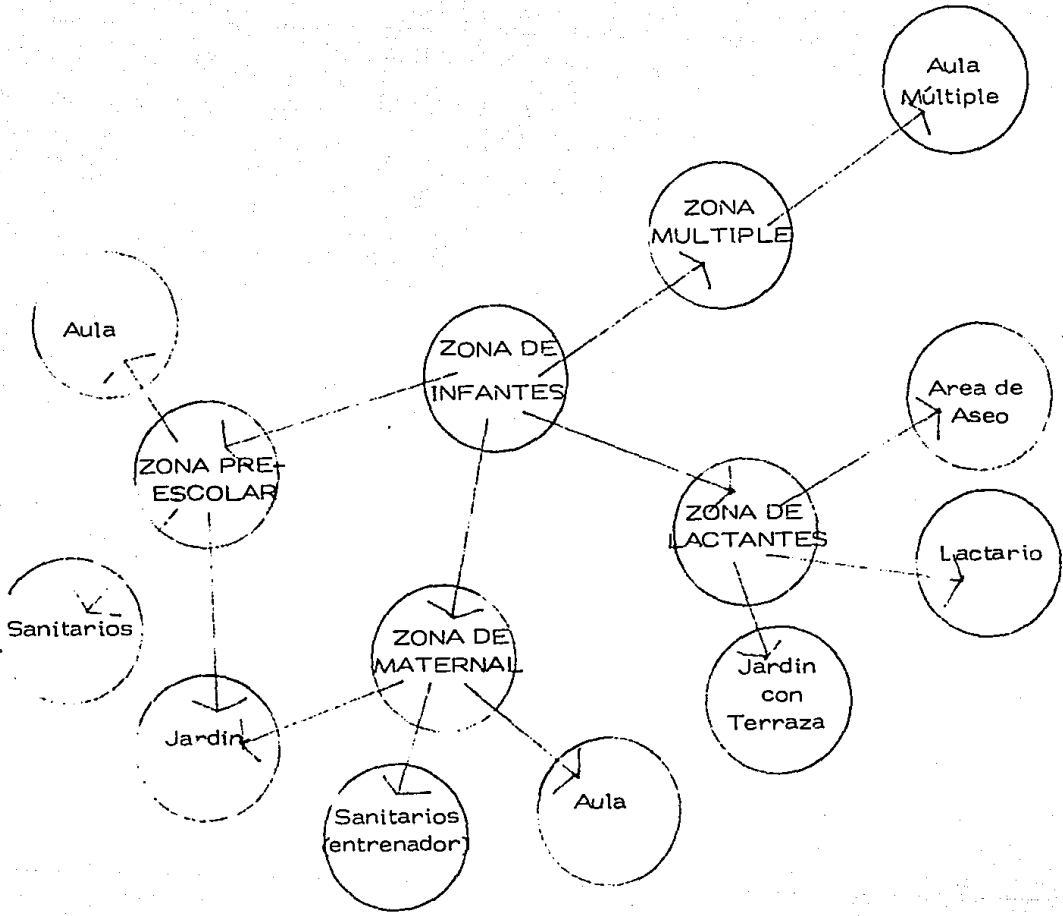 Aula
Múltiple
ZONA
MULTIPLE
Aula
ZONA DE
INFANTES
Area de
Aseo
ZONA PRE-
ESCOLAR
ZONA DE
LACTANTES
Lactario
Sanitarios
ZONA DE
MATERNAL
Jardin
con
Terraza
Jardin
Sanitarios
(entrenador)
Aula